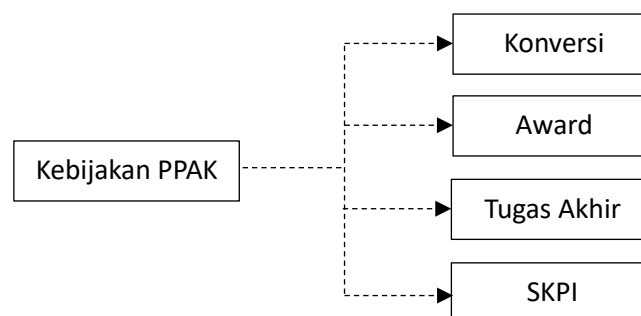 Konversi
Award
Kebijakan PPAK
Tugas Akhir
SKPI